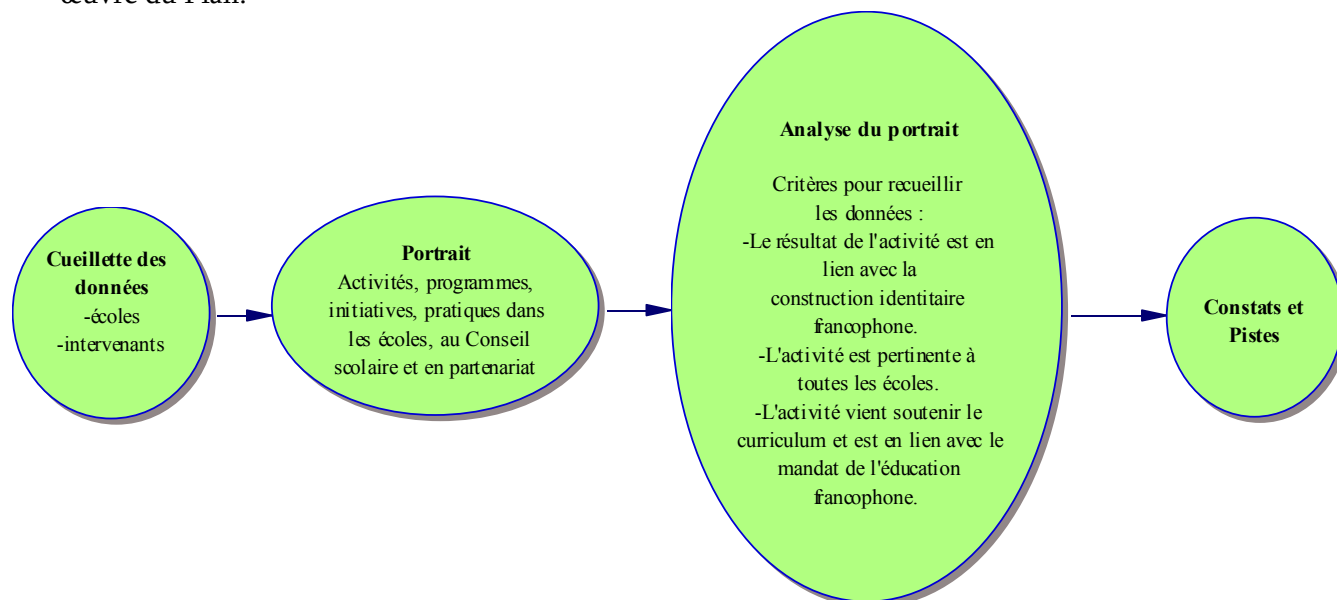 œuvre du Plan.
Cueillette des
données
-écoles
-intervenants
Portrait
Activités, programmes,
initiatives, pratiques dans
les écoles, au Conseil
scolaire et en partenariat
Analyse du portrait
Critères pour recueillir
les données :
-Le résultat de l'activité est en
lien avec la
construction identitaire
francophone.
-L'activité est pertinente à
toutes les écoles.
-L'activité vient soutenir le
curriculum et est en lien avec le
mandat de l'éducation
francophone.
Constats et
Pistes